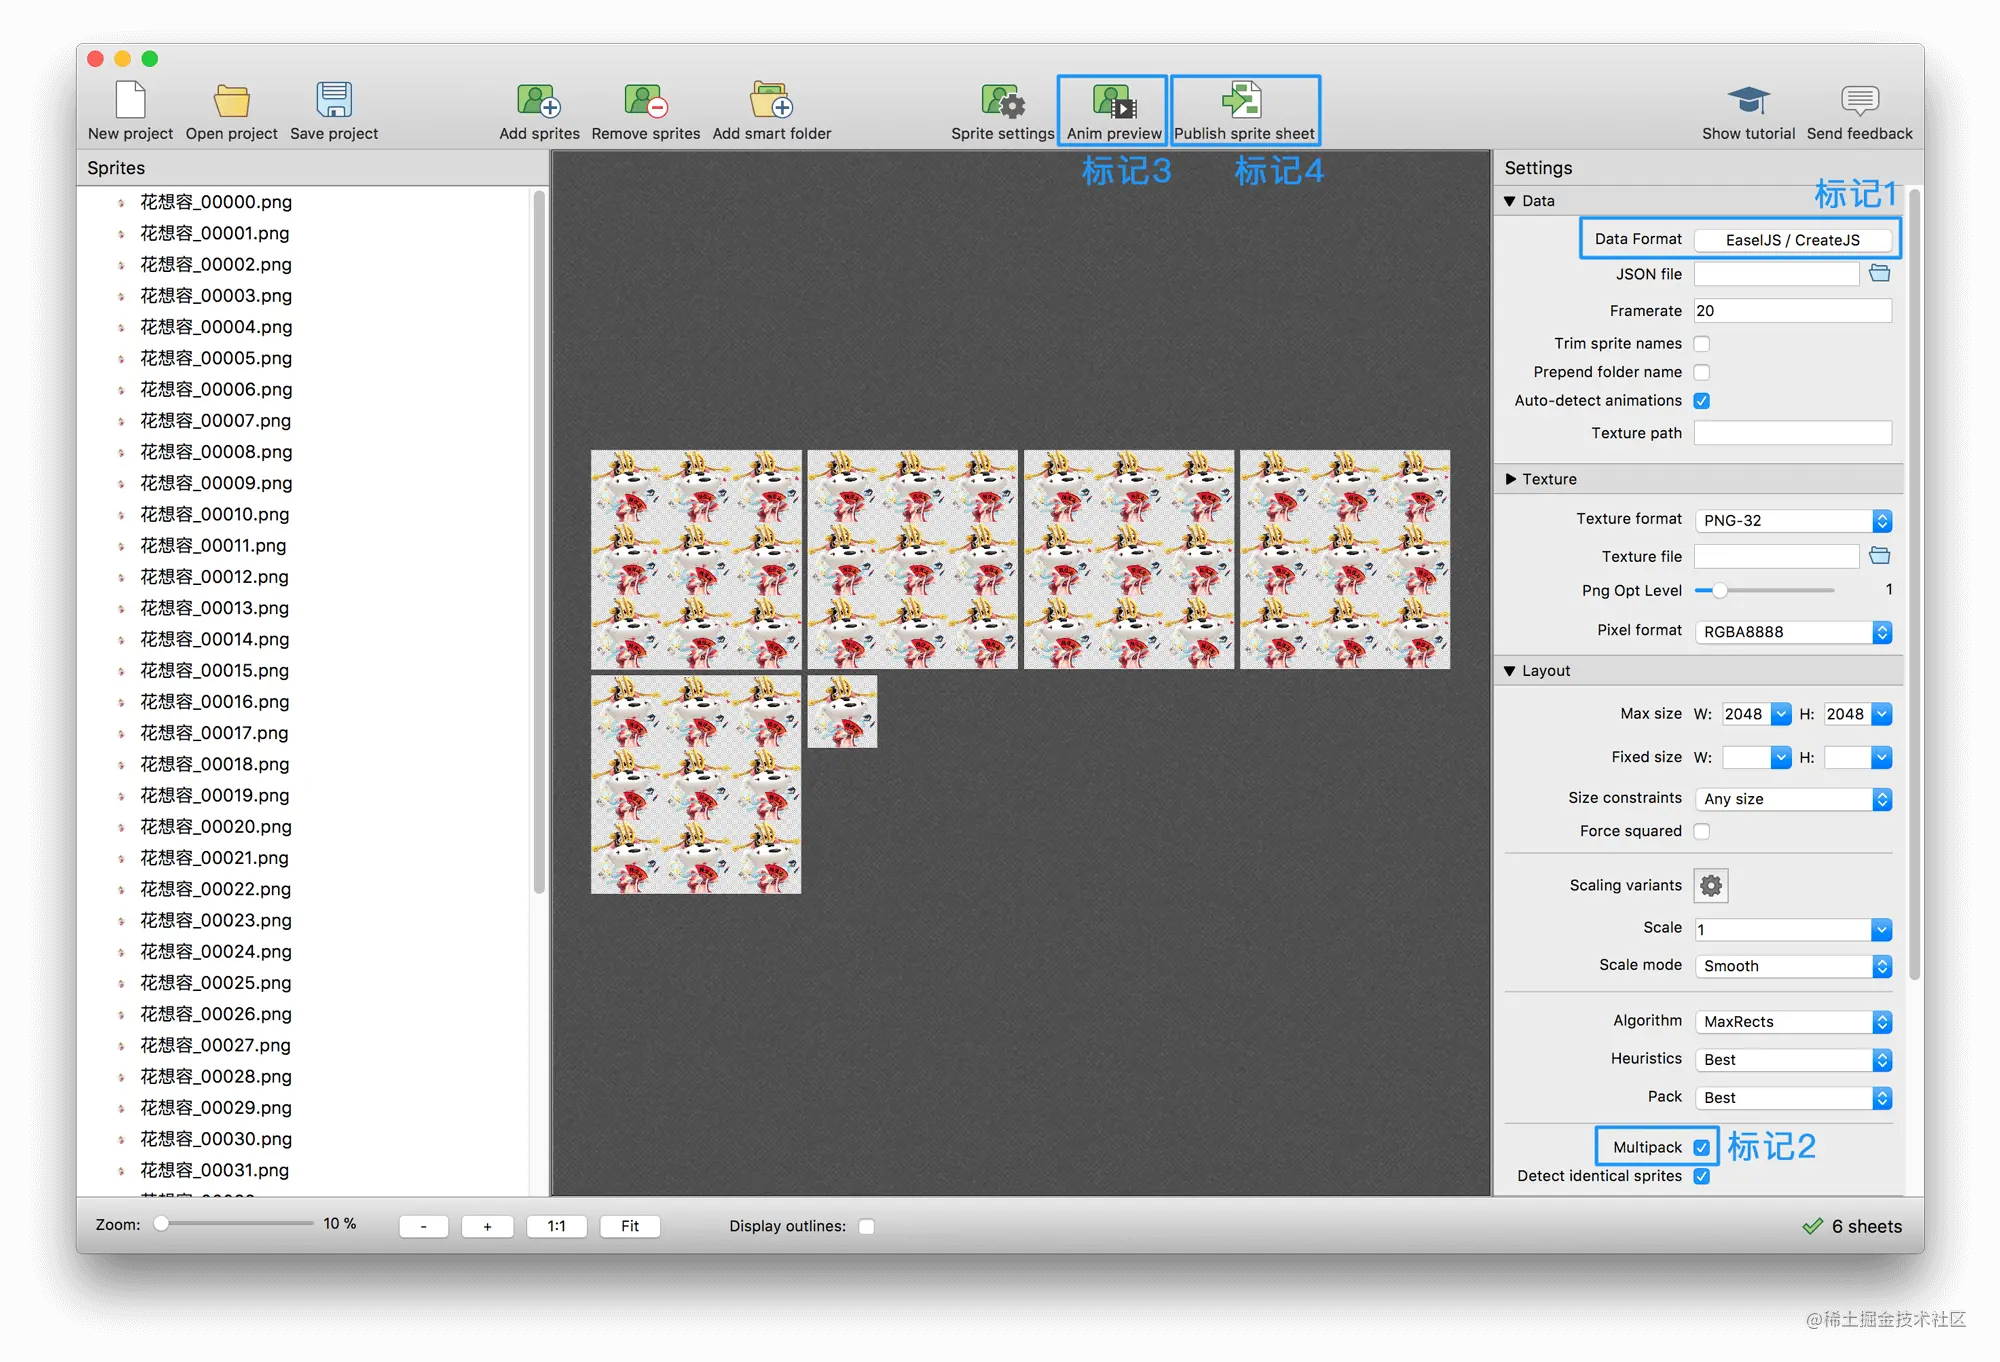 New project
Open project
Save project
Add sprites
Remove sprites
Add smart folder
Sprite settings
Anim preview
Publish sprite sheet
Show tutorial
Send feedback
标记3
标记4
Sprites
花想容_00000.png
花想容_00001.png
花想容_00002.png
花想容_00003.png
花想容_00004.png
花想容_00005.png
花想容_00006.png
花想容_00007.png
花想容_00008.png
花想容_00009.png
花想容_00010.png
花想容_00011.png
花想容_00012.png
花想容_00013.png
花想容_00014.png
花想容_00015.png
花想容_00016.png
花想容_00017.png
花想容_00018.png
花想容_00019.png
花想容_00020.png
花想容_00021.png
花想容_00022.png
花想容_00023.png
花想容_00024.png
花想容_00025.png
花想容_00026.png
花想容_00027.png
花想容_00028.png
花想容_00029.png
花想容_00030.png
花想容_00031.png
Settings
标记1
Data
Data Format EaselJS / CreateJS
JSON file
Framerate 20
Trim sprite names
Prepend folder name
Auto-detect animations
Texture path
Texture
Texture format PNG-32
Texture file
Png Opt Level 1
Pixel format RGBA8888
Layout
Max size W: 2048 H: 2048
Fixed size W: H:
Size constraints Any size
Force squared
Scaling variants
Scale 1
Scale mode Smooth
Algorithm MaxRects
Heuristics Best
Pack Best
Multipack 标记2
Detect identical sprites
Zoom: 10 % - + 1:1 Fit Display outlines: 6 sheets
@稀土掘金技术社区